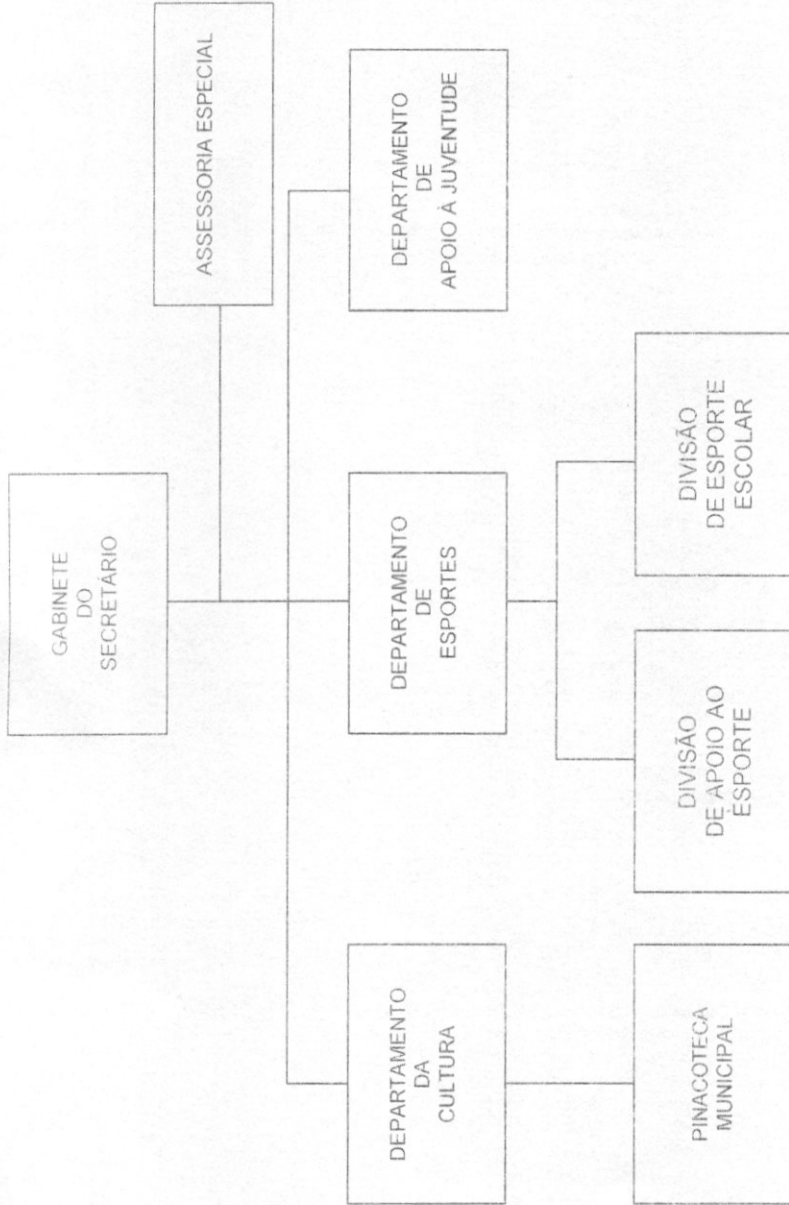 GABINETE
DO
SECRETÁRIO
ASSESSORIA ESPECIAL
DEPARTAMENTO
DA
CULTURA
DEPARTAMENTO
DE
ESPORTES
DEPARTAMENTO
DE
APOIO À JUVENTUDE
PINACOTECA
MUNICIPAL
DIVISÃO
DE APOIO AO
ESPORTE
DIVISÃO
DE ESPORTE
ESCOLAR